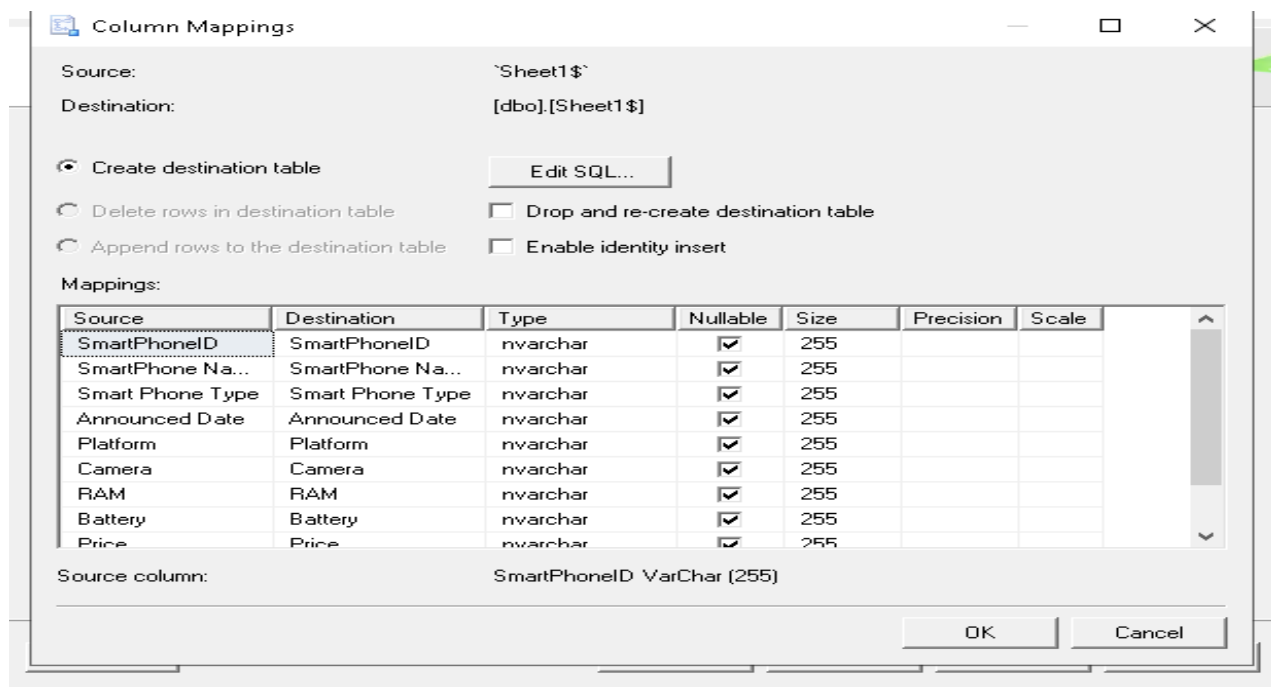 Column Mappings
Source: `Sheet1$`
Destination: [dbo].[Sheet1$]
Create destination table Edit SQL...
Delete rows in destination table Drop and re-create destination table
Append rows to the destination table Enable identity insert
Mappings:
Source Destination Type Nullable Size Precision Scale
SmartPhoneID SmartPhoneID nvarchar 255
SmartPhone Na... SmartPhone Na... nvarchar 255
Smart Phone Type Smart Phone Type nvarchar 255
Announced Date Announced Date nvarchar 255
Platform Platform nvarchar 255
Camera Camera nvarchar 255
RAM RAM nvarchar 255
Battery Battery nvarchar 255
Price Price nvarchar 255
Source column: SmartPhoneID VarChar (255)
OK Cancel